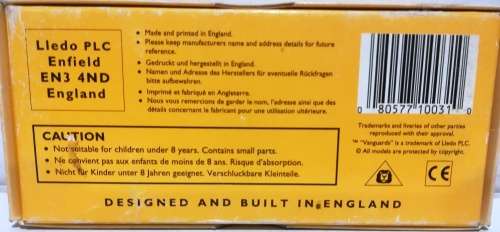 Lledo PLC
Enfield
EN3 4ND
England
• Made and printed in England.
• Please keep manufacturers name and address details for future
reference.
• Gedruckt und hergestellt in England.
• Namen und Adresse des Herstellers für eventuelle Rückfragen
bitte aufbewahren.
• Imprimé et fabriqué en Angleterre.
• Nous vous remercions de garder le nom, l'adresse ainsi que des
détails concernant le fabricant pour une utilisation ultérieure.
0 80577 10031 0
Trademarks and liveries of other parties
reproduced with their approval.
™ "Vanguards" is a trademark of Lledo PLC.
© All models are protected by copyright.
CAUTION
• Not suitable for children under 8 years. Contains small parts.
• Ne convient pas aux enfants de moins de 8 ans. Risque d'absorption.
• Nicht für Kinder unter 8 Jahren geeignet. Verschluckbare Kleinteile.
CE
DESIGNED AND BUILT IN ENGLAND